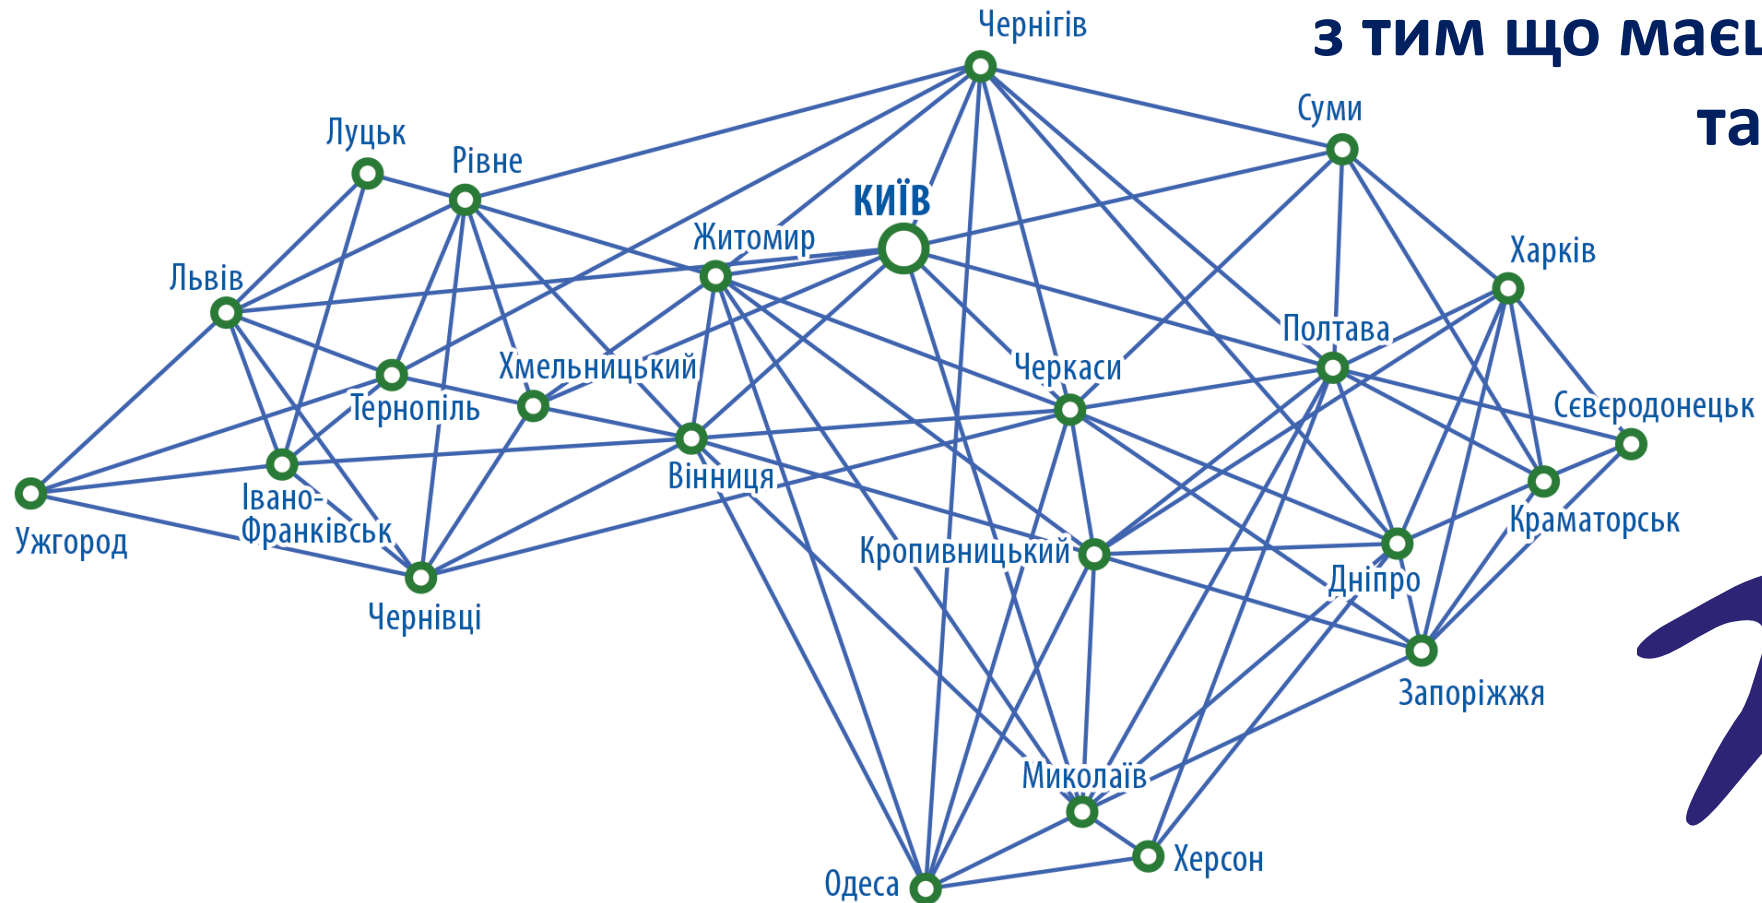 Чернігів
з тим що маєш
Суми
та
Луцьк
Рівне
КИЇВ
Житомир
Харків
Львів
Полтава
Хмельницький
Черкаси
Тернопіль
Сєвєродонецьк
Вінниця
Івано-
Франківськ
Краматорськ
Ужгород
Кропивницький
Дніпро
Чернівці
Запоріжжя
Миколаїв
Херсон
Одеса